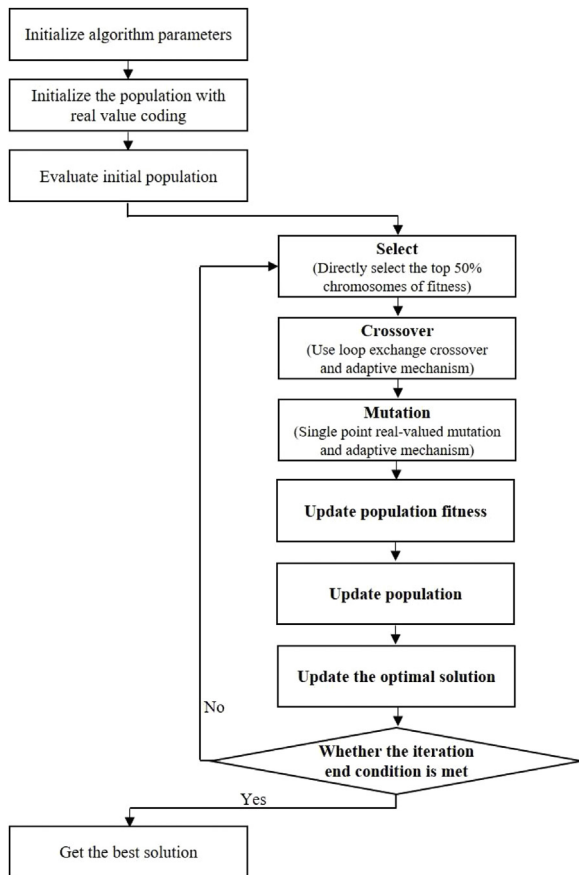 Initialize algorithm parameters
Initialize the population with
real value coding
Evaluate initial population
Select
(Directly select the top 50%
chromosomes of fitness)
Crossover
(Use loop exchange crossover
and adaptive mechanism)
Mutation
(Single point real-valued mutation
and adaptive mechanism)
Update population fitness
Update population
Update the optimal solution
No
Whether the iteration
end condition is met
Yes
Get the best solution